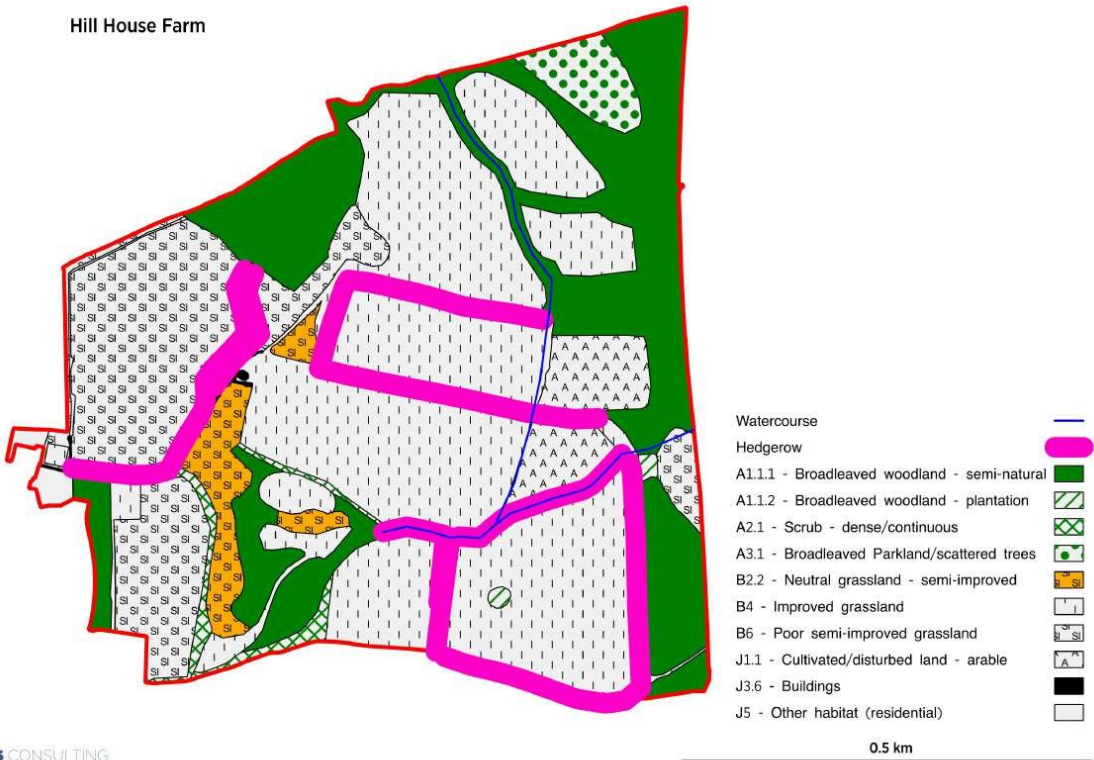 Hill House Farm
Watercourse
Hedgerow
A1.1.1 - Broadleaved woodland - semi-natural
A1.1.2 - Broadleaved woodland - plantation
A2.1 - Scrub - dense/continuous
A3.1 - Broadleaved Parkland/scattered trees
B2.2 - Neutral grassland - semi-improved
B4 - Improved grassland
B6 - Poor semi-improved grassland
J1.1 - Cultivated/disturbed land - arable
J3.6 - Buildings
J5 - Other habitat (residential)
0.5 km
CONSULTING